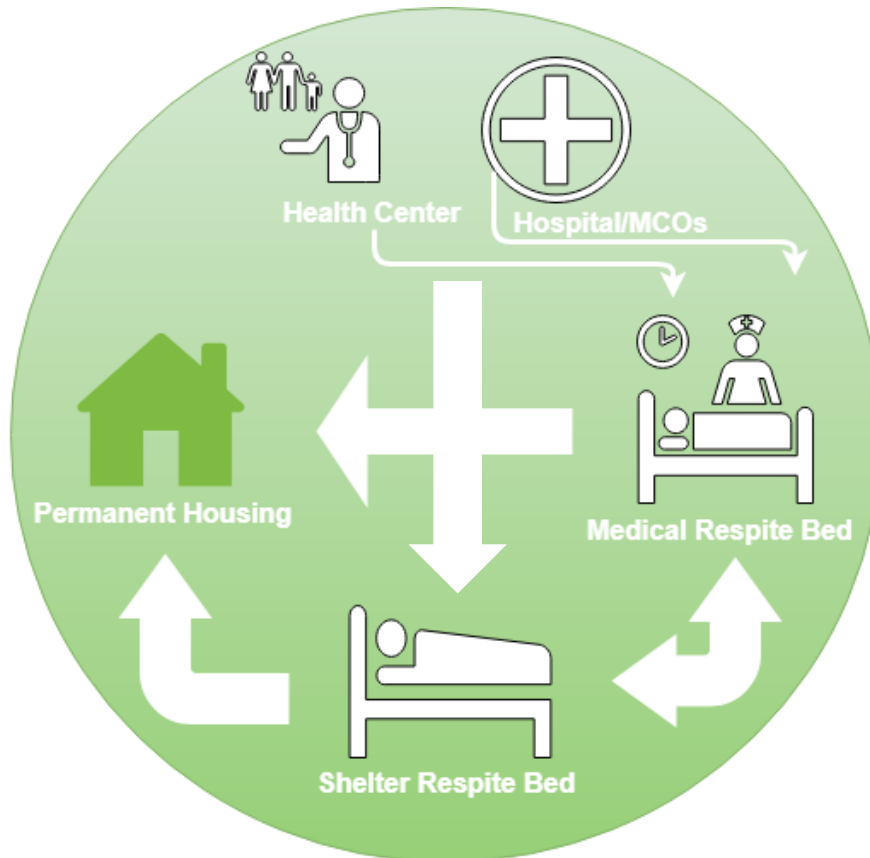 Health Center
Hospital/MCOs
Permanent Housing
Medical Respite Bed
Shelter Respite Bed